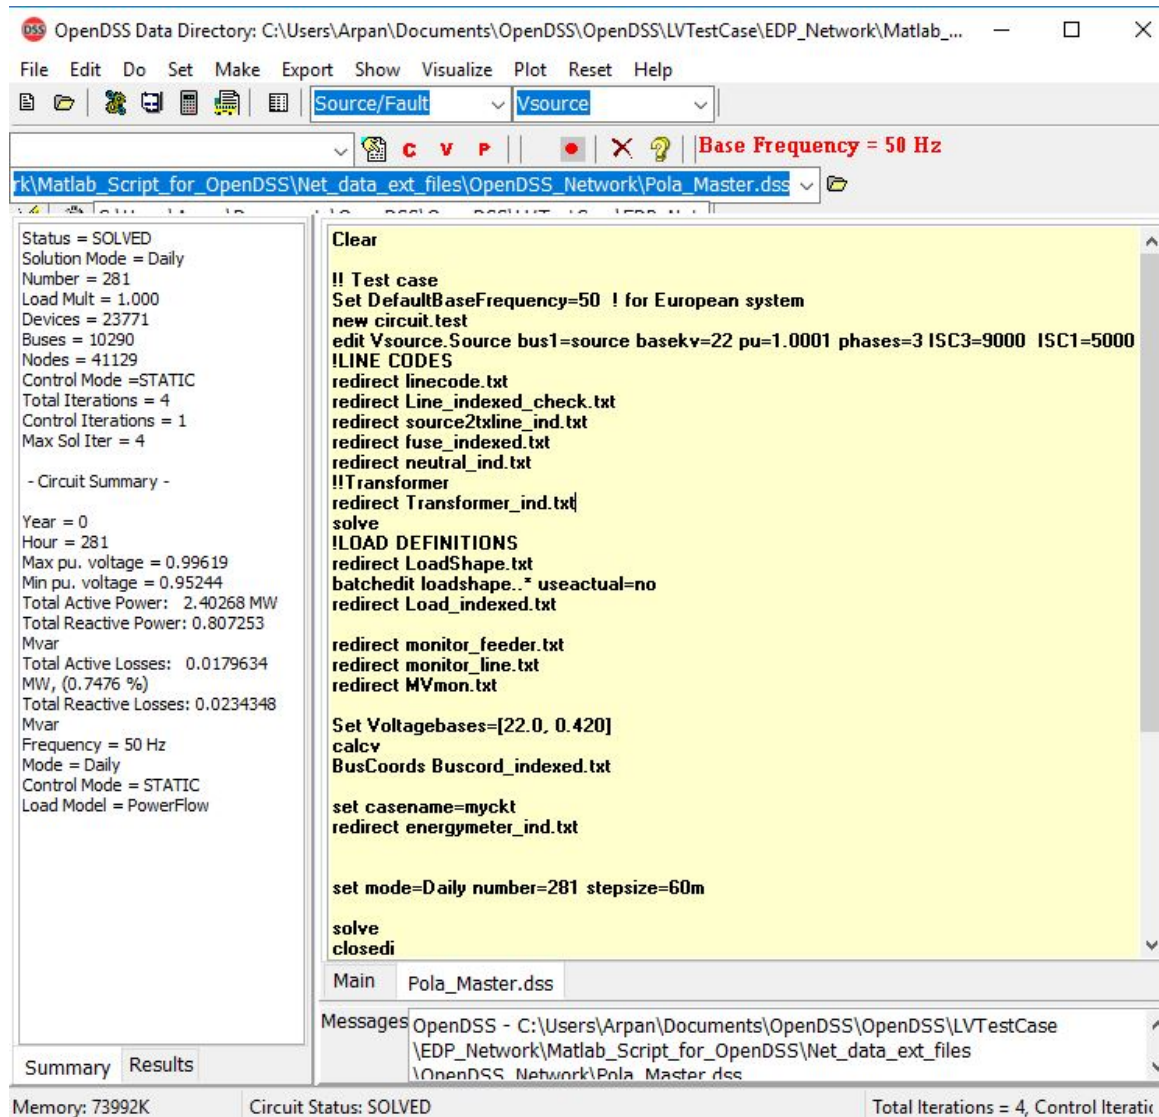 DSS OpenDSS Data Directory: C:\Users\Arpan\Documents\OpenDSS\OpenDSS\LVTestCase\EDP_Network\Matlab_...
File Edit Do Set Make Export Show Visualize Plot Reset Help
Source/Fault Vsource
C V P Base Frequency = 50 Hz
rk\Matlab_Script_for_OpenDSS\Net_data_ext_files\OpenDSS_Network\Pola_Master.dss
Status = SOLVED
Solution Mode = Daily
Number = 281
Load Mult = 1.000
Devices = 23771
Buses = 10290
Nodes = 41129
Control Mode =STATIC
Total Iterations = 4
Control Iterations = 1
Max Sol Iter = 4
- Circuit Summary -
Year = 0
Hour = 281
Max pu. voltage = 0.99619
Min pu. voltage = 0.95244
Total Active Power: 2.40268 MW
Total Reactive Power: 0.807253
Mvar
Total Active Losses: 0.0179634
MW, (0.7476 %)
Total Reactive Losses: 0.0234348
Mvar
Frequency = 50 Hz
Mode = Daily
Control Mode = STATIC
Load Model = PowerFlow
Summary Results
Clear
!! Test case
Set DefaultBaseFrequency=50 ! for European system
new circuit.test
edit Vsource.Source bus1=source basekv=22 pu=1.0001 phases=3 ISC3=9000 ISC1=5000
!LINE CODES
redirect linecode.txt
redirect Line_indexed_check.txt
redirect source2txline_ind.txt
redirect fuse_indexed.txt
redirect neutral_ind.txt
!!Transformer
redirect Transformer_ind.txt
solve
!LOAD DEFINITIONS
redirect LoadShape.txt
batchedit loadshape..* useactual=no
redirect Load_indexed.txt
redirect monitor_feeder.txt
redirect monitor_line.txt
redirect MVmon.txt
Set Voltagebases=[22.0, 0.420]
calcv
BusCoords Buscord_indexed.txt
set casename=myckt
redirect energymeter_ind.txt
set mode=Daily number=281 stepsize=60m
solve
closedi
Main Pola_Master.dss
Messages OpenDSS - C:\Users\Arpan\Documents\OpenDSS\OpenDSS\LVTestCase
\EDP_Network\Matlab_Script_for_OpenDSS\Net_data_ext_files
\OpenDSS_Network\Pola_Master.dss
Memory: 73992K Circuit Status: SOLVED Total Iterations = 4, Control Iteratic